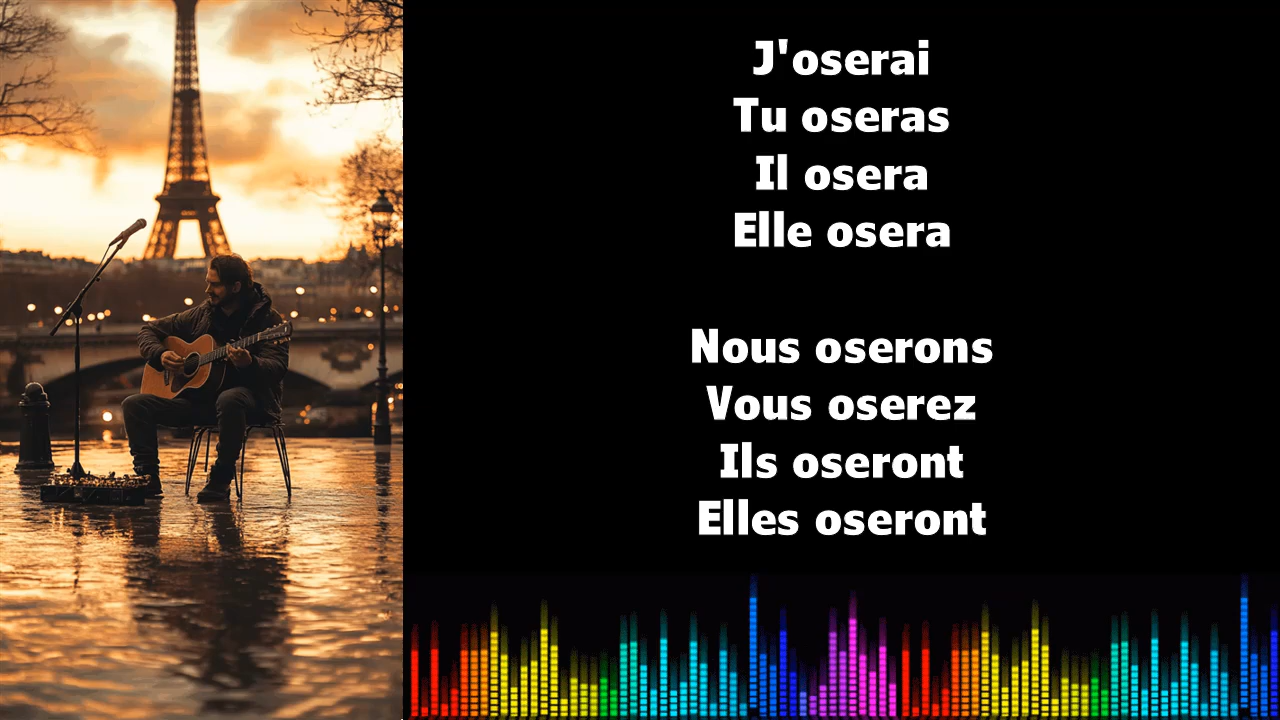 J'oserai
Tu oseras
Il osera
Elle osera
Nous oserons
Vous oserez
Ils oseront
Elles oseront